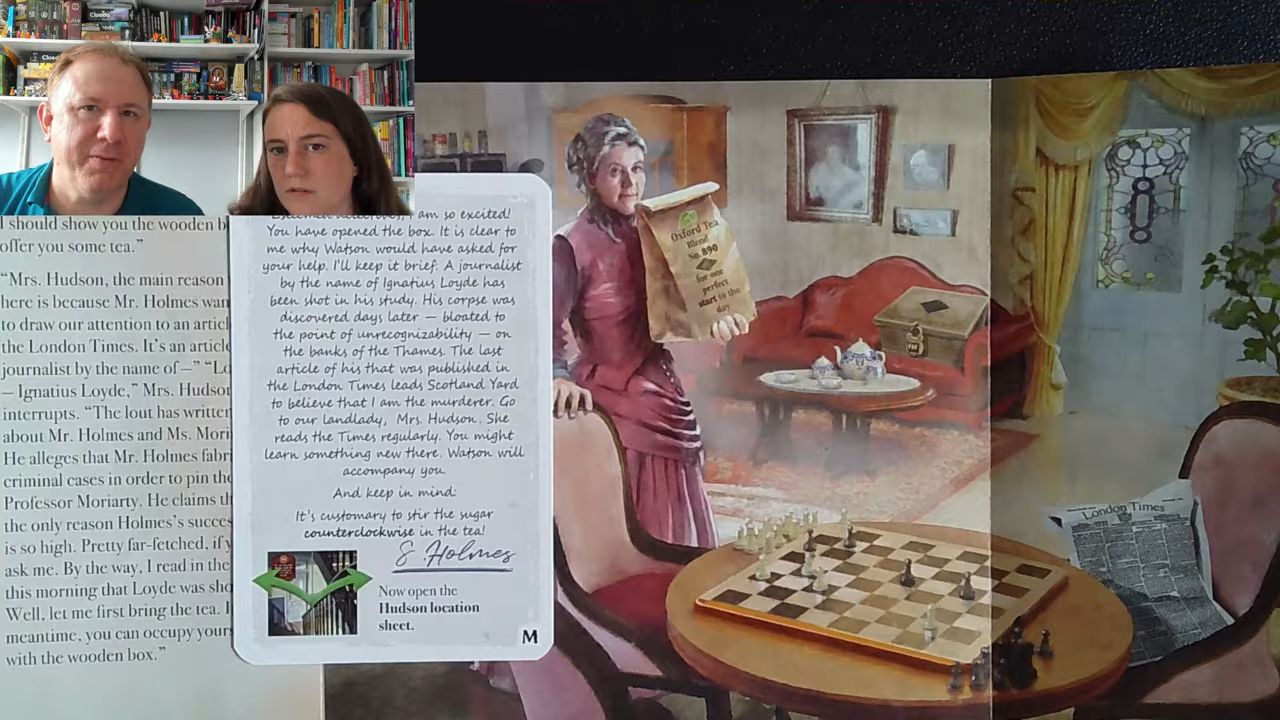 Cluedo
Cluedo
I should show you the wooden b
offer you some tea.”
“Mrs. Hudson, the main reason
here is because Mr. Holmes wan
to draw our attention to an articl
the London Times. It's an article
journalist by the name of—” “Lo
— Ignatius Loyde,” Mrs. Hudson
interrupts. “The lout has written
about Mr. Holmes and Ms. Mori
He alleges that Mr. Holmes fabr
criminal cases in order to pin the
Professor Moriarty. He claims th
the only reason Holmes's succes
is so high. Pretty far-fetched, if y
ask me. By the way, I read in the
this morning that Loyde was sho
Well, let me first bring the tea. I
meantime, you can occupy yours
with the wooden box.”
I am so excited!
You have opened the box. It is clear to
me why Watson would have asked for
your help. I'll keep it brief. A journalist
by the name of Ignatius Loyde has
been shot in his study. His corpse was
discovered days later — bloated to
the point of unrecognizability — on
the banks of the Thames. The last
article of his that was published in
the London Times leads Scotland Yard
to believe that I am the murderer. Go
to our landlady, Mrs. Hudson. She
reads the Times regularly. You might
learn something new there. Watson will
accompany you.
And keep in mind:
It's customary to stir the sugar
counterclockwise in the tea!
S. Holmes
Now open the
Hudson location
sheet.
M
Oxford Tea
Blend
No. 890
for one
perfect
start to the
day
London Times